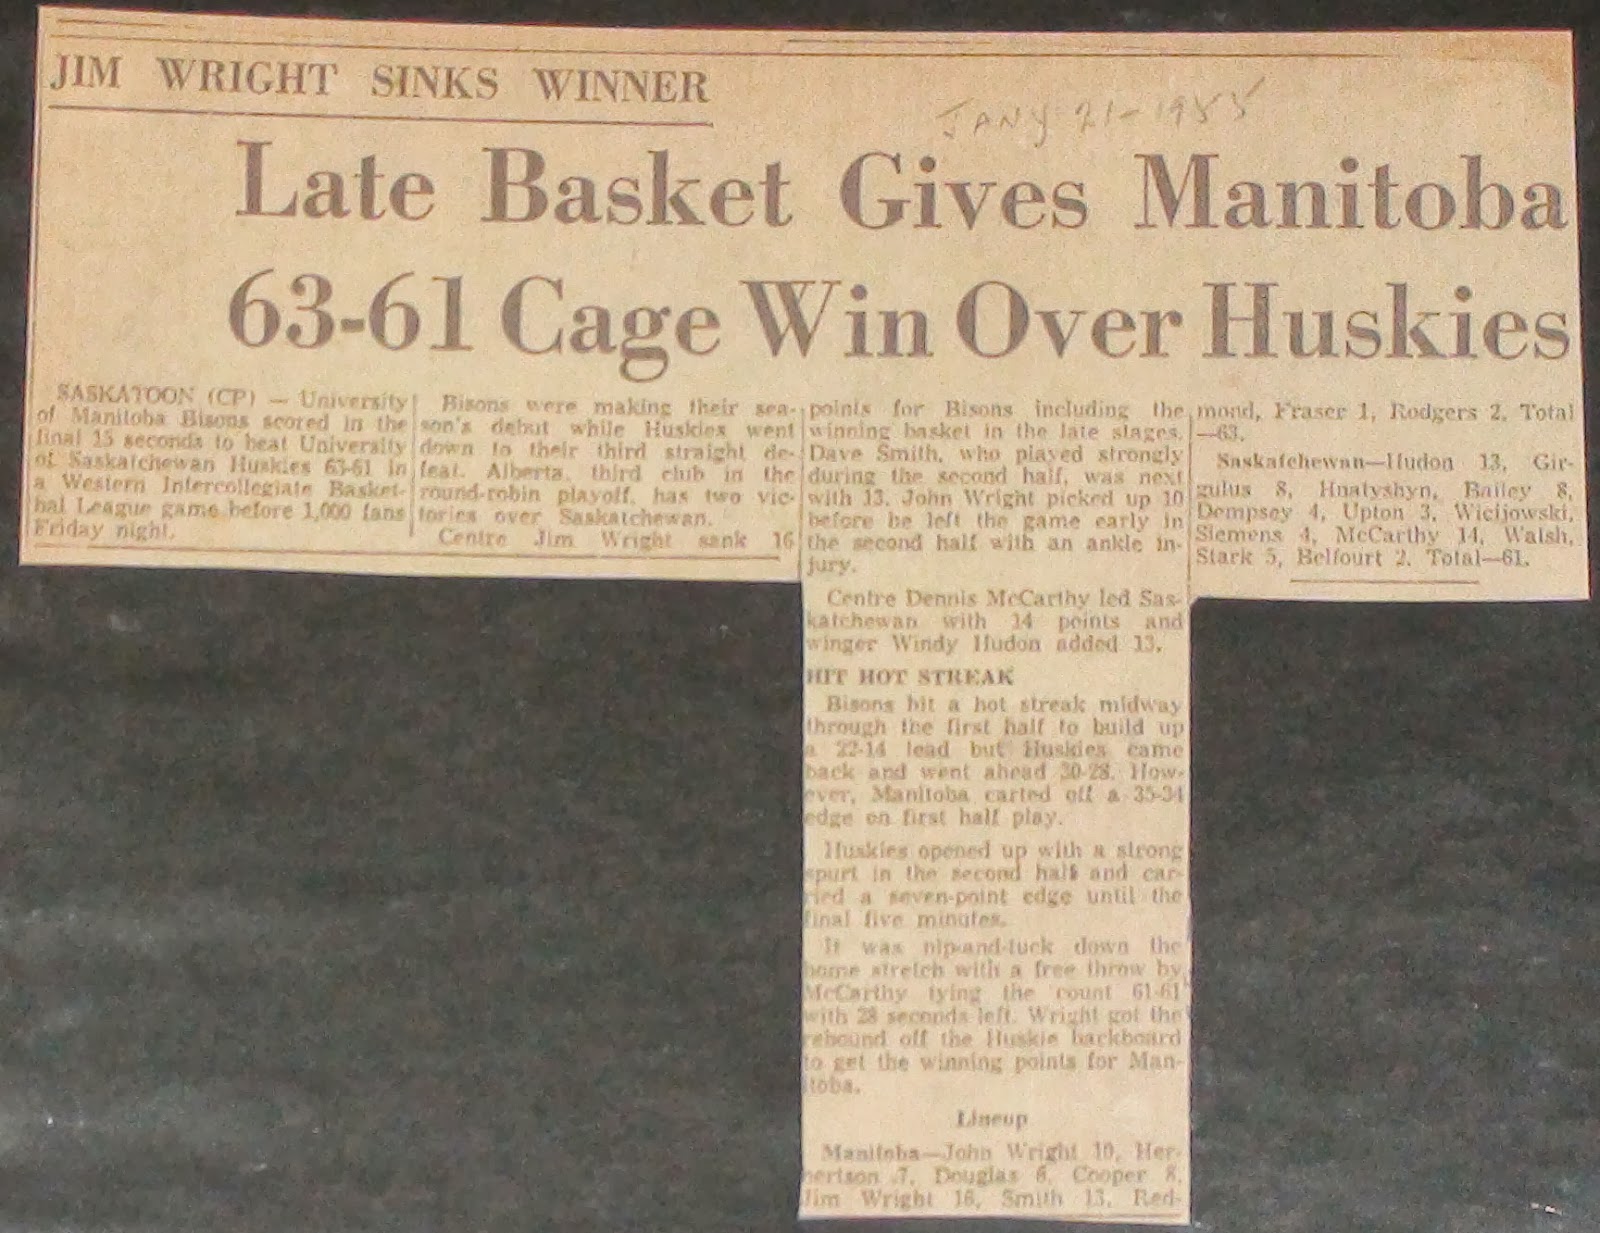 JIM WRIGHT SINKS WINNER
JANY 21-1955
Late Basket Gives Manitoba
63-61 Cage Win Over Huskies
SASKATOON (CP) — University
of Manitoba Bisons scored in the
final 15 seconds to beat University
of Saskatchewan Huskies 63-61 in
a Western Intercollegiate Basket-
bal League game before 1,000 fans
Friday night.
Bisons were making their sea-
son's debut while Huskies went
down to their third straight de-
feat. Alberta, third club in the
round-robin playoff, has two vic-
tories over Saskatchewan.
Centre Jim Wright sank 16
points for Bisons including the
winning basket in the late stages.
Dave Smith, who played strongly
during the second half, was next
with 13. John Wright picked up 10
before he left the game early in
the second half with an ankle in-
jury.
Centre Dennis McCarthy led Sas-
katchewan with 14 points and
winger Windy Hudon added 13.
HIT HOT STREAK
Bisons hit a hot streak midway
through the first half to build up
a 22-14 lead but Huskies came
back and went ahead 30-28. How-
ever, Manitoba carted off a 35-34
edge on first half play.
Huskies opened up with a strong
spurt in the second half and car-
ried a seven-point edge until the
final five minutes.
It was nip-and-tuck down the
home stretch with a free throw by
McCarthy tying the count 61-61
with 28 seconds left. Wright got the
rebound off the Huskie backboard
to get the winning points for Man-
itoba.
Lineup
Manitoba—John Wright 10, Her-
bertson 7, Douglas 6, Cooper 8,
Jim Wright 16, Smith 13, Red-
mond, Fraser 1, Rodgers 2. Total
—63.
Saskatchewan—Hudon 13, Gir-
gulus 8, Hnatyshyn, Bailey 8,
Dempsey 4, Upton 3, Wicijowski,
Siemens 4, McCarthy 14, Walsh,
Stark 5, Belfourt 2. Total—61.